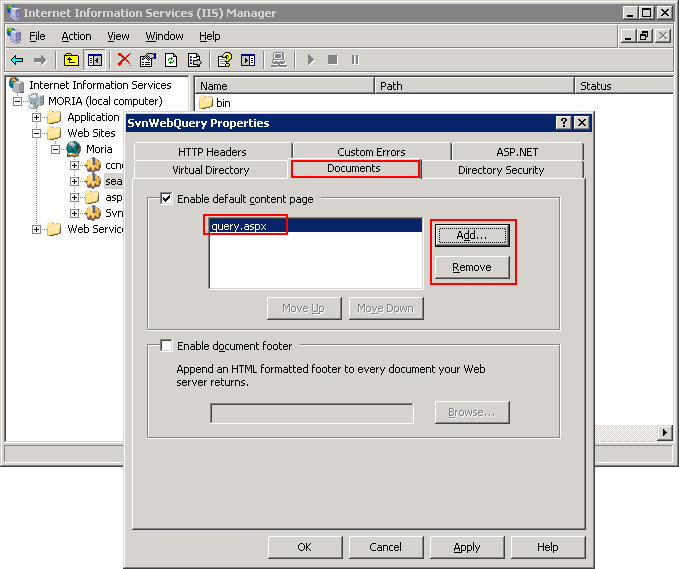 Internet Information Services (IIS) Manager
File Action View Window Help
Internet Information Services
MORIA (local computer)
Application
Web Sites
Moria
ccne
sea
asp
Svn
Web Service
Name Path Status
bin
SvnWebQuery Properties
HTTP Headers Custom Errors ASP.NET
Virtual Directory Documents Directory Security
Enable default content page
query.aspx
Add...
Remove
Move Up Move Down
Enable document footer
Append an HTML formatted footer to every document your Web
server returns.
Browse...
OK Cancel Apply Help